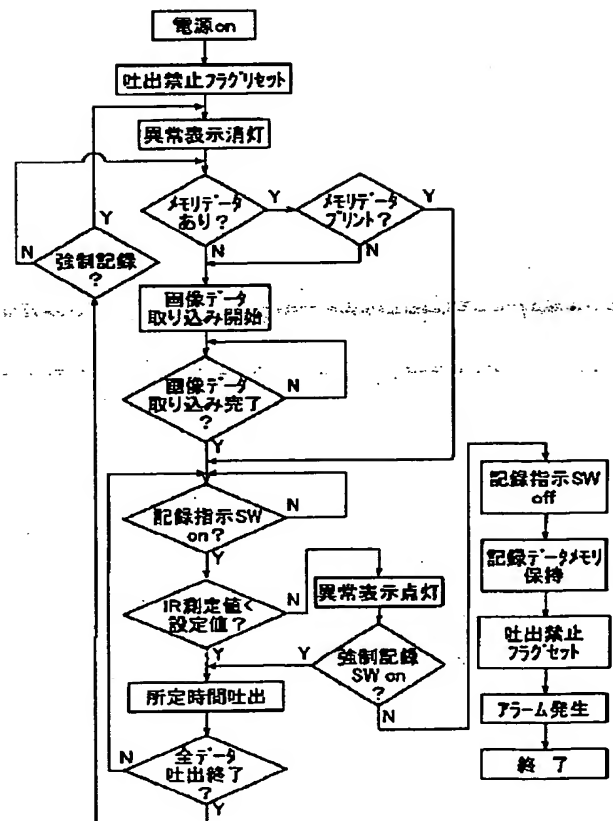 電源on
吐出禁止フラグリセット
異常表示消灯
メモリデータ
あり?
Y
N
メモリデータ
プリント?
Y
N
強制記録
?
Y
N
画像データ
取り込み開始
画像データ
取り込み完了
?
N
Y
記録指示SW
on?
N
Y
IR測定値く
設定値?
N
Y
異常表示点灯
強制記録
SW on
?
Y
N
所定時間吐出
全データ
吐出終了
?
N
Y
記録指示SW
off
記録データメモリ
保持
吐出禁止
フラグセット
アラーム発生
終 了